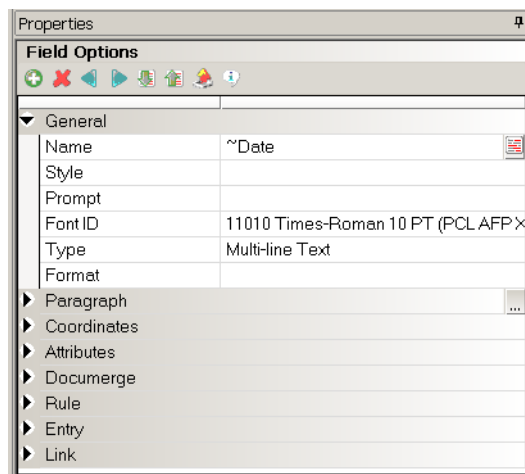 Properties
Field Options
General
Name ~Date
Style
Prompt
Font ID 11010 Times-Roman 10 PT (PCL AFP X
Type Multi-line Text
Format
Paragraph ...
Coordinates
Attributes
Documerge
Rule
Entry
Link